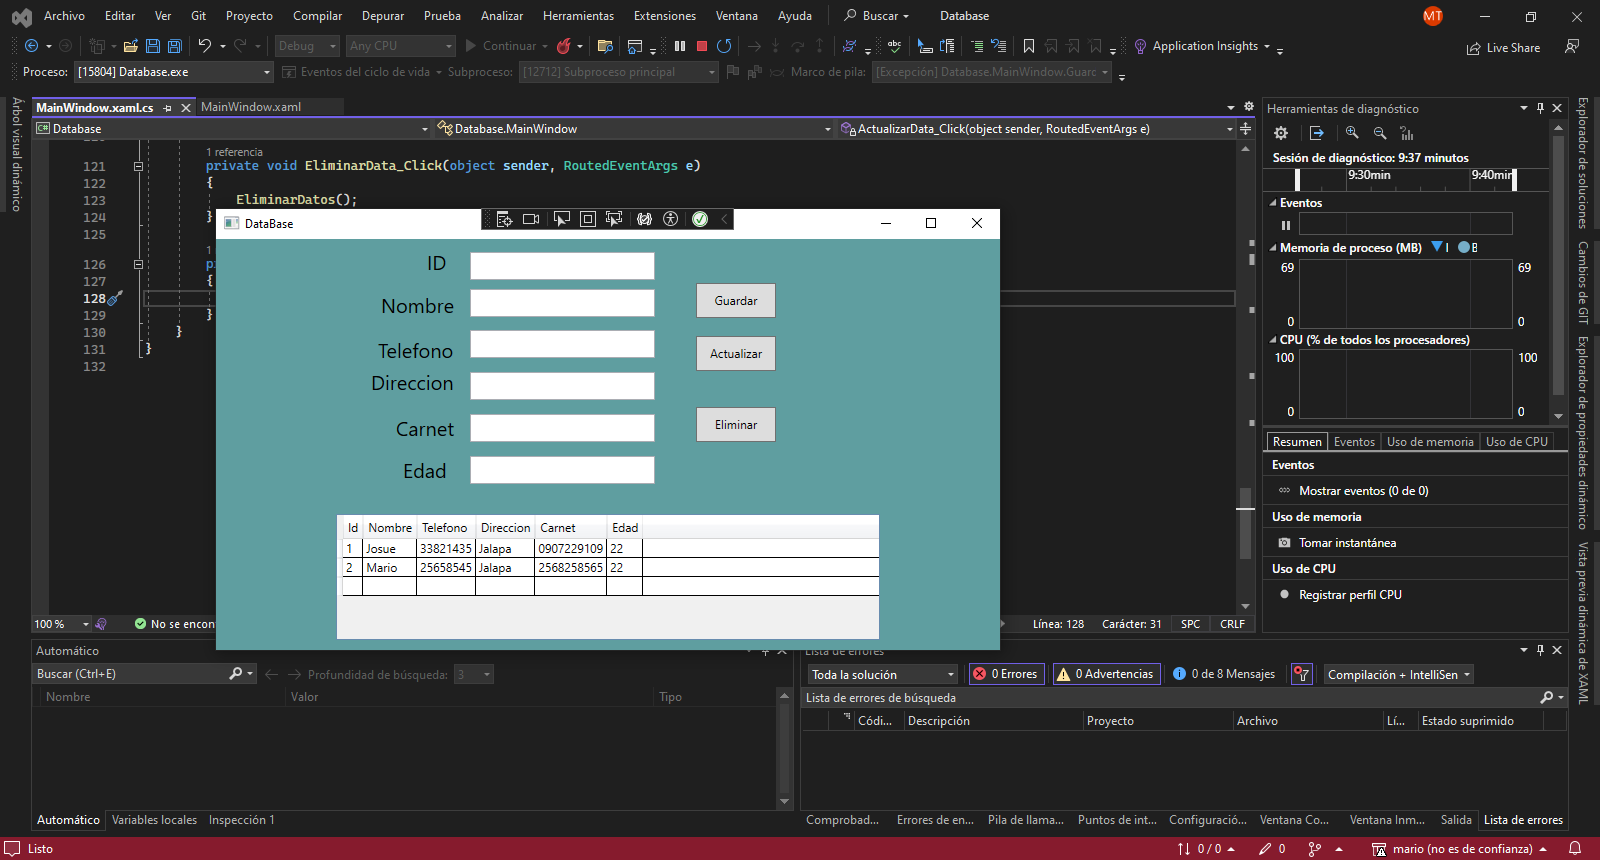 Archivo Editar Ver Git Proyecto Compilar Depurar Prueba Analizar Herramientas Extensiones Ventana Ayuda Buscar Database MT
Debug Any CPU Continuar Application Insights Live Share
Proceso: [15804] Database.exe Eventos del ciclo de vida Subproceso: [12712] Subproceso principal Marco de pila: [Excepción] Database.MainWindow.Guarc
Árbol visual dinámico
MainWindow.xaml.cs MainWindow.xaml
Database Database.MainWindow ActualizarData_Click(object sender, RoutedEventArgs e)
1 referencia
121 private void EliminarData_Click(object sender, RoutedEventArgs e)
122 {
123 EliminarDatos();
124 }
125
126
127 {
128
129 }
130 }
131 }
132
DataBase
ID
Nombre
Guardar
Telefono
Actualizar
Direccion
Carnet
Eliminar
Edad
Id Nombre Telefono Direccion Carnet Edad
1 Josue 33821435 Jalapa 0907229109 22
2 Mario 25658545 Jalapa 2568258565 22
100 % No se encon Línea: 128 Carácter: 31 SPC CRLF
Herramientas de diagnóstico
Sesión de diagnóstico: 9:37 minutos
9:30min 9:40min
Eventos
Memoria de proceso (MB) I B
69 69
0 0
CPU (% de todos los procesadores)
100 100
0 0
Resumen Eventos Uso de memoria Uso de CPU
Eventos
Mostrar eventos (0 de 0)
Uso de memoria
Tomar instantánea
Uso de CPU
Registrar perfil CPU
Explorador de soluciones
Cambios de GIT
Explorador de propiedades dinámico
Vista previa dinámica de XAML
Automático
Buscar (Ctrl+E) Profundidad de búsqueda: 3
Nombre Valor Tipo
Automático Variables locales Inspección 1
Lista de errores
Toda la solución 0 Errores 0 Advertencias 0 de 8 Mensajes Compilación + IntelliSen
Lista de errores de búsqueda
Códi... Descripción Proyecto Archivo Lí... Estado suprimido
Comprobad... Errores de en... Pila de llama... Puntos de int... Configuració... Ventana Co... Ventana Inm... Salida Lista de errores
Listo 0 / 0 0 mario (no es de confianza)